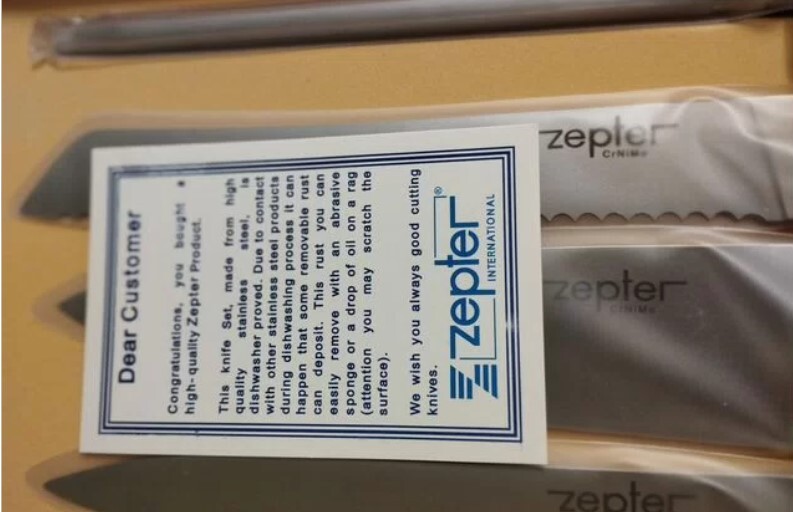 Dear Customer
Congratulations, you bought a
high-quality Zepter Product.
This knife Set, made from high
quality stainless steel, is
dishwasher proved. Due to contact
with other stainless steel products
during dishwashing process it can
happen that some removable rust
can deposit. This rust you can
easily remove with an abrasive
sponge or a drop of oil on a rag
(attention you may scratch the
surface).
We wish you always good cutting
knives.
zepter®
INTERNATIONAL
zepter
CrNiMo
zepter
CrNiMo
zepter